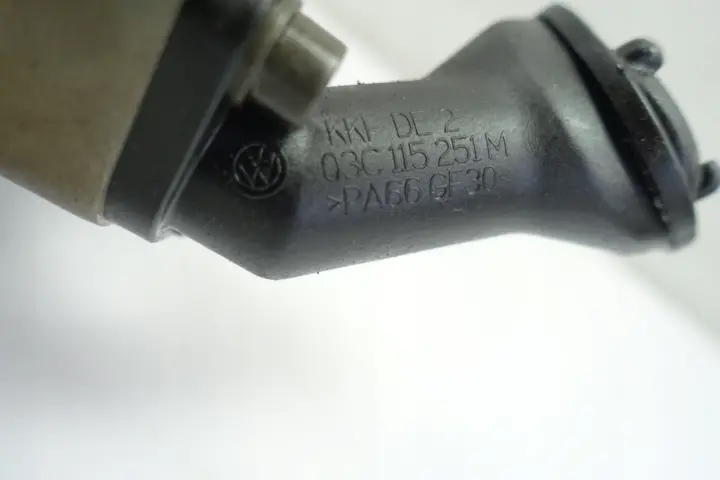 KKF DE 2
03C 115 251 M
>PA66 GF30<